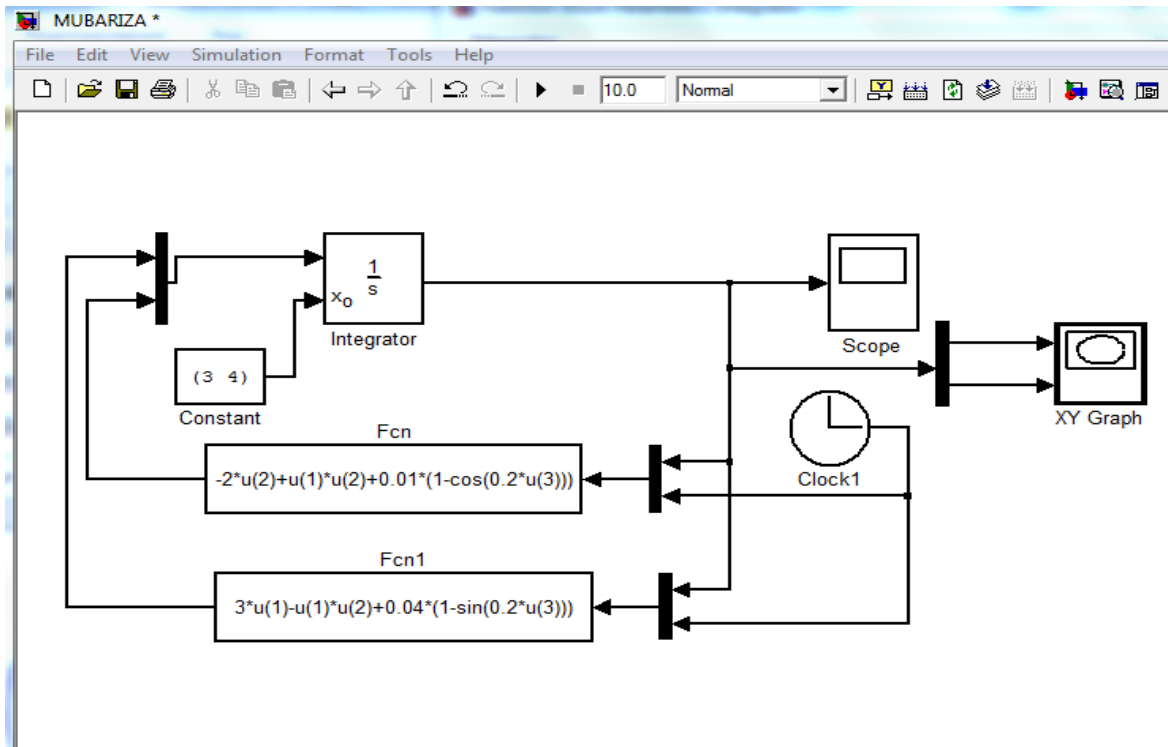 MUBARIZA *
File Edit View Simulation Format Tools Help
10.0 Normal
1
s
x0
Integrator
Scope
(3 4)
Constant
XY Graph
Fcn
-2*u(2)+u(1)*u(2)+0.01*(1-cos(0.2*u(3)))
Clock1
Fcn1
3*u(1)-u(1)*u(2)+0.04*(1-sin(0.2*u(3)))